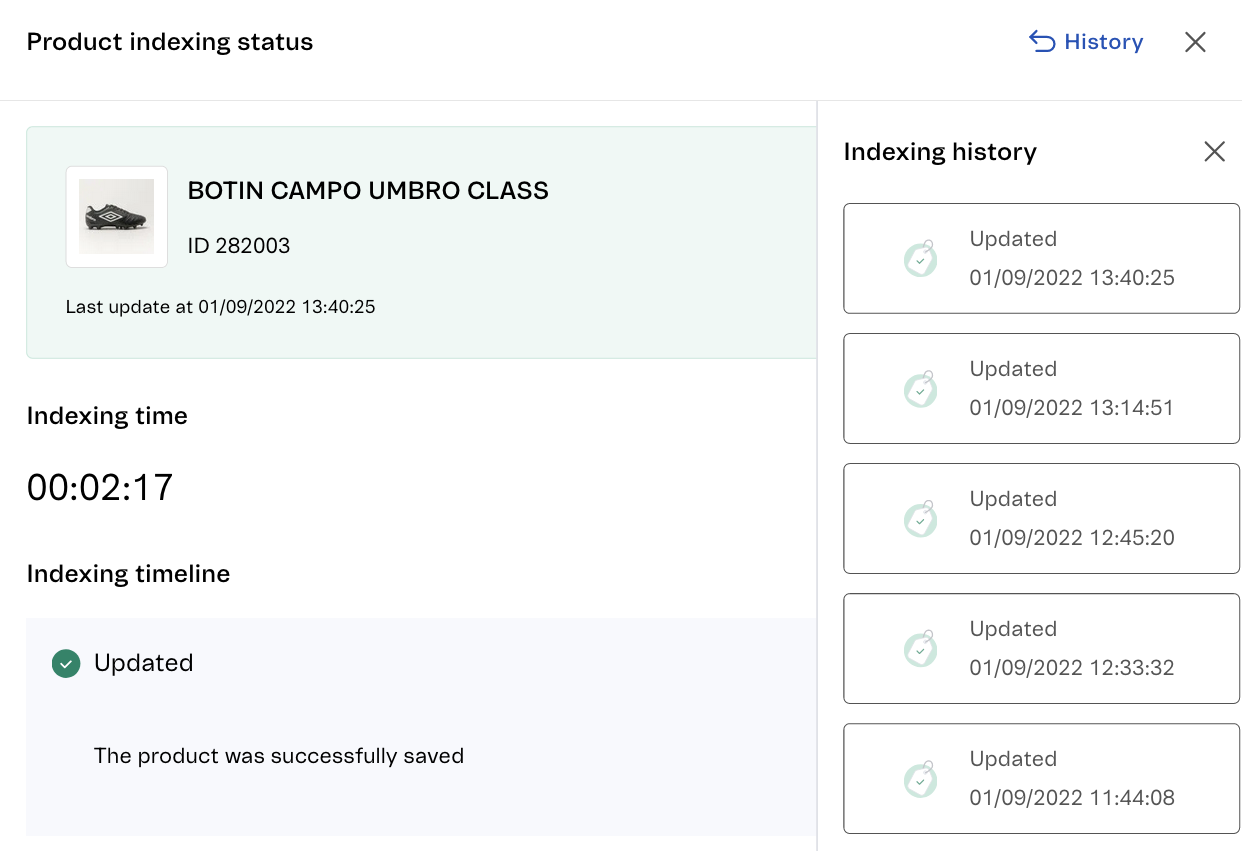 Product indexing status
History
BOTIN CAMPO UMBRO CLASS
ID 282003
Last update at 01/09/2022 13:40:25
Indexing time
00:02:17
Indexing timeline
Updated
The product was successfully saved
Indexing history
Updated
01/09/2022 13:40:25
Updated
01/09/2022 13:14:51
Updated
01/09/2022 12:45:20
Updated
01/09/2022 12:33:32
Updated
01/09/2022 11:44:08